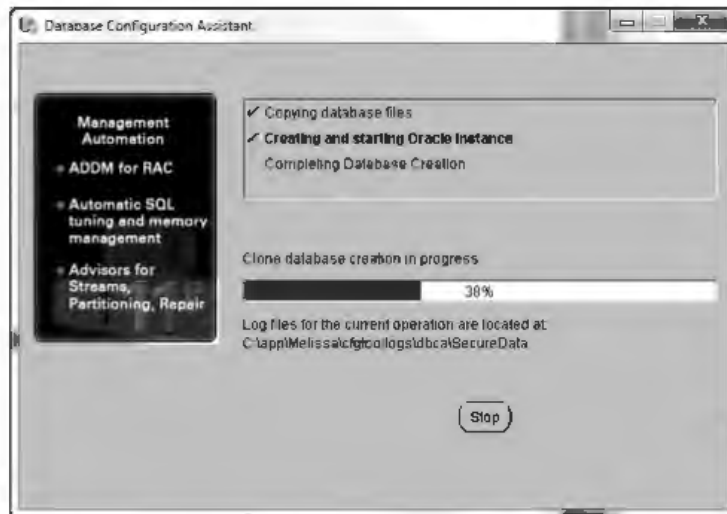 Database Configuration Assistant
Management
Automation
ADDM for RAC
Automatic SQL
tuning and memory
management
Advisors for
Streams,
Partitioning, Repair
Copying database files
Creating and starting Oracle Instance
Completing Database Creation
Clone database creation in progress
38%
Log files for the current operation are located at:
C:\app\Melissa\cfgtoollogs\dbca\SecureData
Stop